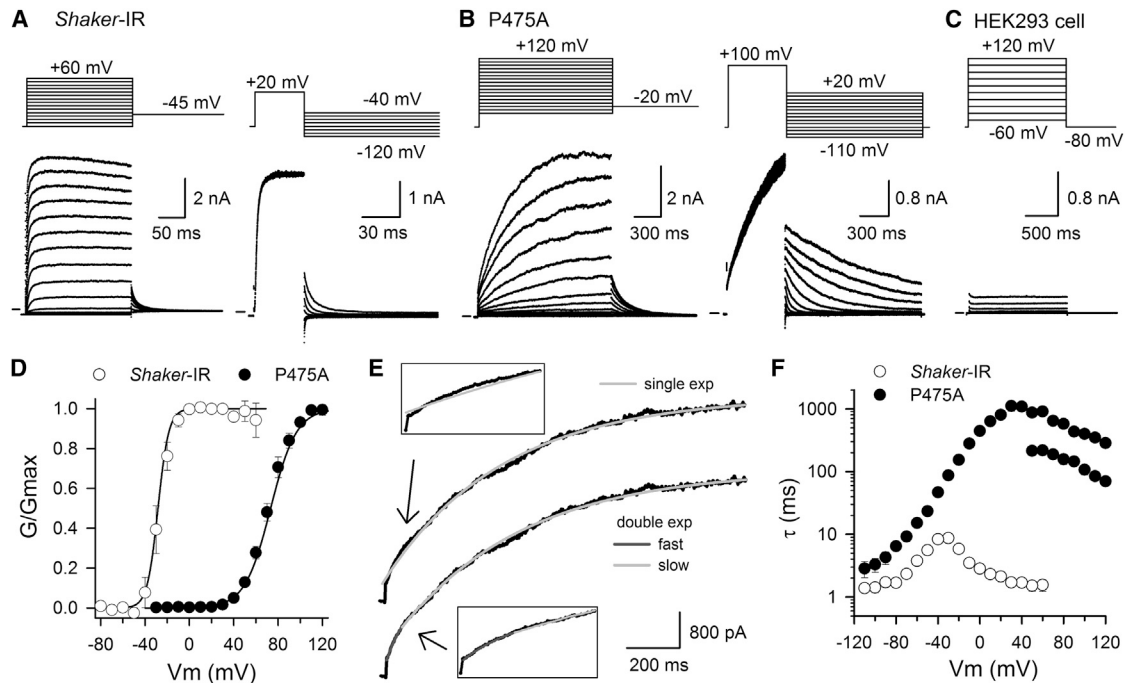 A Shaker-IR
B P475A
C HEK293 cell
+60 mV
-45 mV
+20 mV
-40 mV
-120 mV
+120 mV
-20 mV
+100 mV
+20 mV
-110 mV
+120 mV
-60 mV
-80 mV
2 nA
50 ms
1 nA
30 ms
2 nA
300 ms
0.8 nA
300 ms
0.8 nA
500 ms
D
Shaker-IR P475A
G/Gmax
1.0
0.8
0.6
0.4
0.2
0.0
-80 -40 0 40 80 120
Vm (mV)
E
single exp
double exp
fast
slow
800 pA
200 ms
F
Shaker-IR
P475A
τ (ms)
1000
100
10
1
-120 -80 -40 0 40 80 120
Vm (mV)